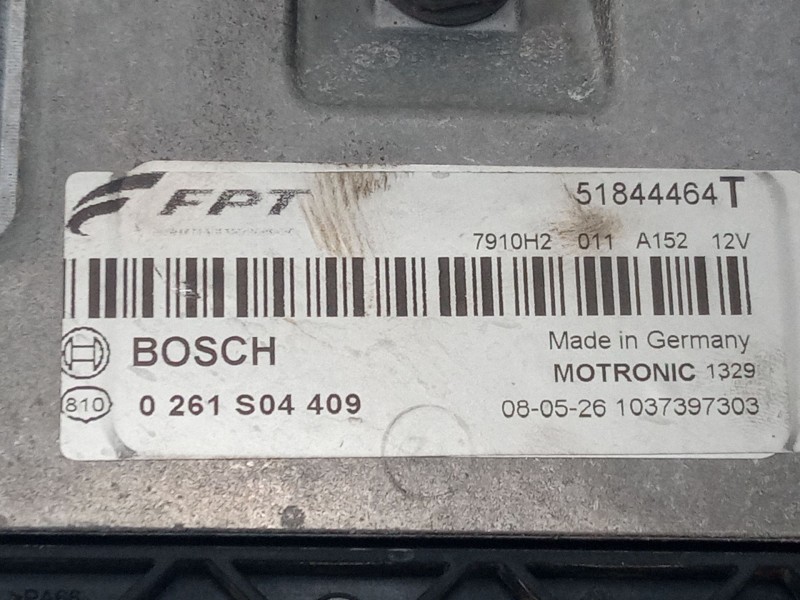 FPT
51844464T
7910H2 011 A152 12V
BOSCH
Made in Germany
MOTRONIC 1329
810
0 261 S04 409
08-05-26 1037397303